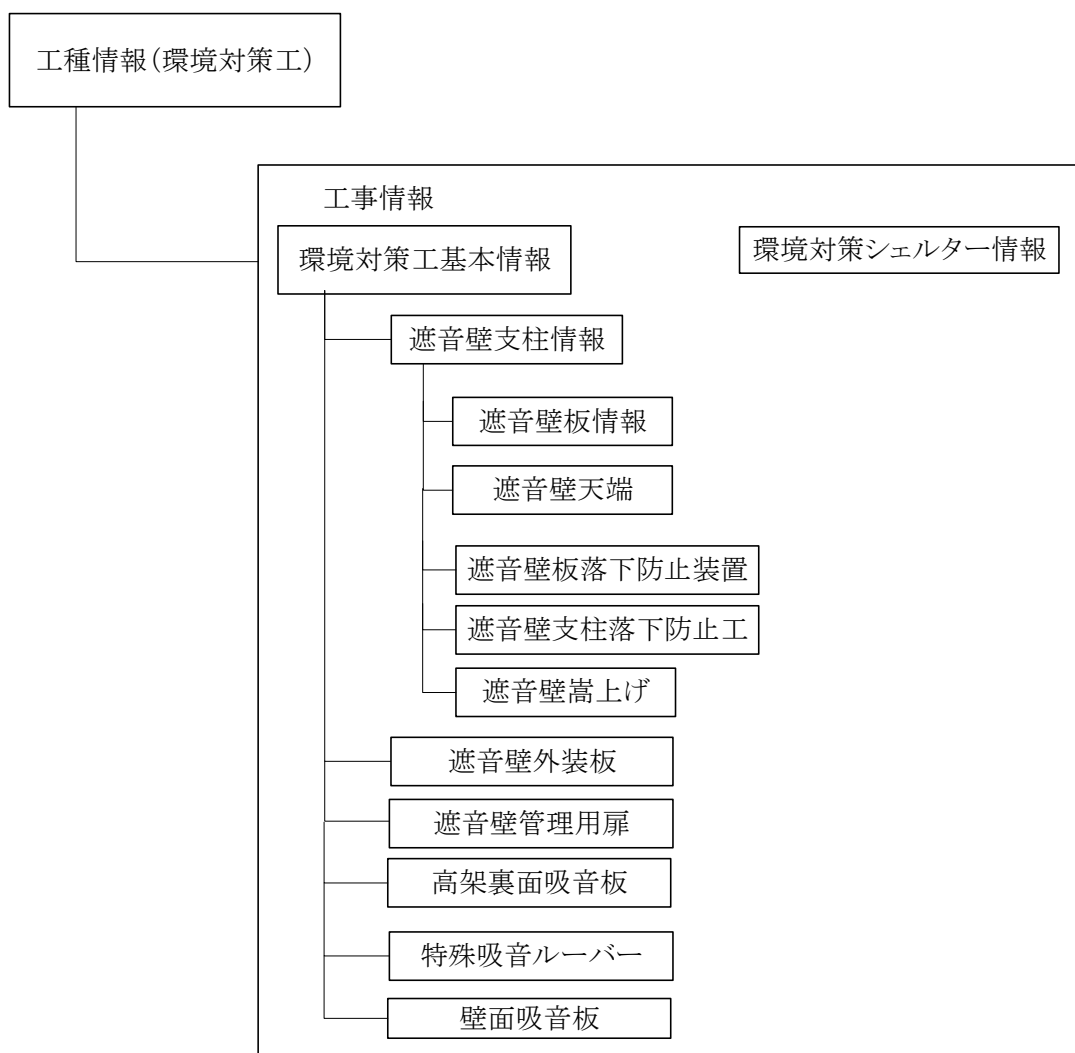 工種情報(環境対策工)
工事情報
環境対策工基本情報
環境対策シェルター情報
遮音壁支柱情報
遮音壁板情報
遮音壁天端
遮音壁板落下防止装置
遮音壁支柱落下防止工
遮音壁嵩上げ
遮音壁外装板
遮音壁管理用扉
高架裏面吸音板
特殊吸音ルーバー
壁面吸音板